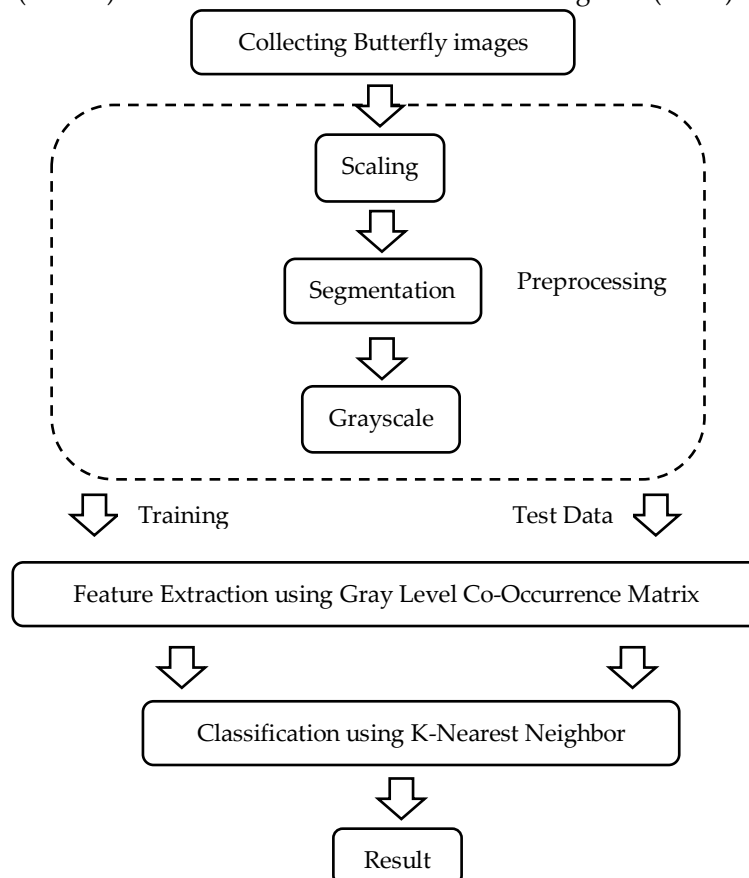 Collecting Butterfly images
Scaling
Segmentation
Preprocessing
Grayscale
Training
Test Data
Feature Extraction using Gray Level Co-Occurrence Matrix
Classification using K-Nearest Neighbor
Result